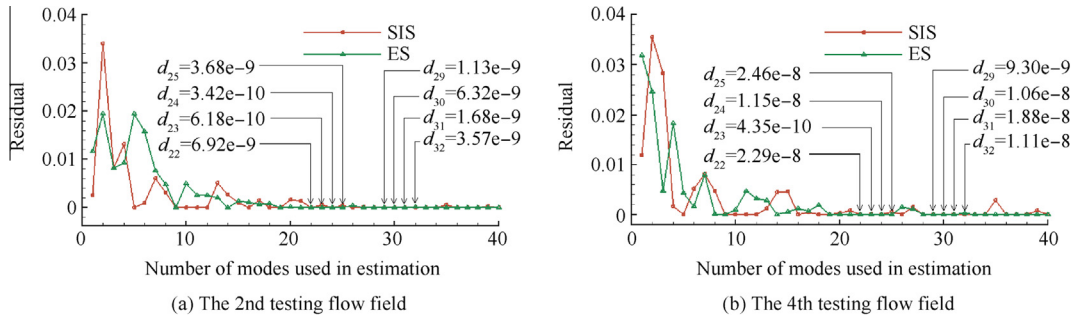 0.04
0.03
0.02
0.01
0
Residual
SIS
ES
d25=3.68e-9
d24=3.42e-10
d23=6.18e-10
d22=6.92e-9
d29=1.13e-9
d30=6.32e-9
d31=1.68e-9
d32=3.57e-9
0 10 20 30 40
Number of modes used in estimation
(a) The 2nd testing flow field
0.04
0.03
0.02
0.01
0
Residual
SIS
ES
d25=2.46e-8
d24=1.15e-8
d23=4.35e-10
d22=2.29e-8
d29=9.30e-9
d30=1.06e-8
d31=1.88e-8
d32=1.11e-8
0 10 20 30 40
Number of modes used in estimation
(b) The 4th testing flow field